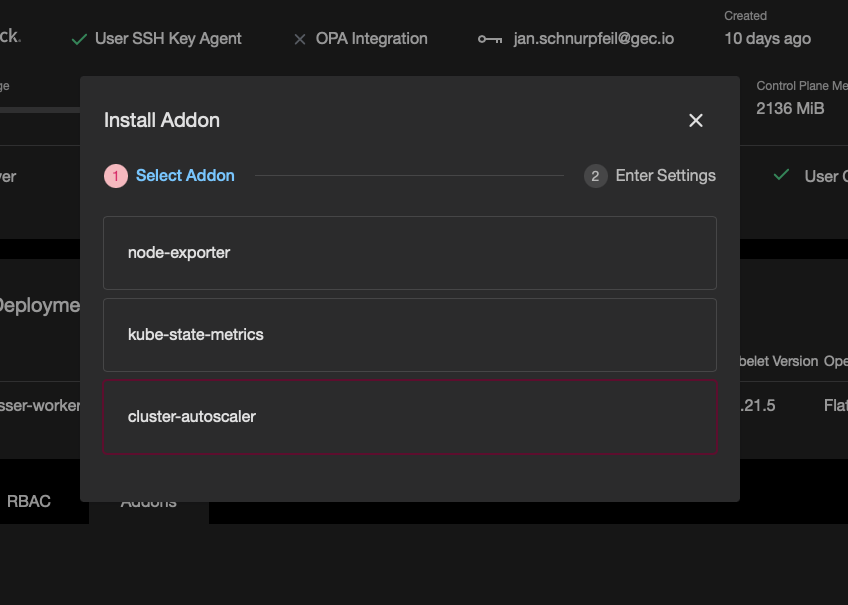 ck.
User SSH Key Agent
OPA Integration
jan.schnurpfeil@gec.io
Created
10 days ago
ge
Control Plane Me
2136 MiB
Install Addon
1 Select Addon
2 Enter Settings
ver
User C
node-exporter
Deployme
kube-state-metrics
belet Version Ope
sser-worker
.21.5
Flat
cluster-autoscaler
RBAC
Addons